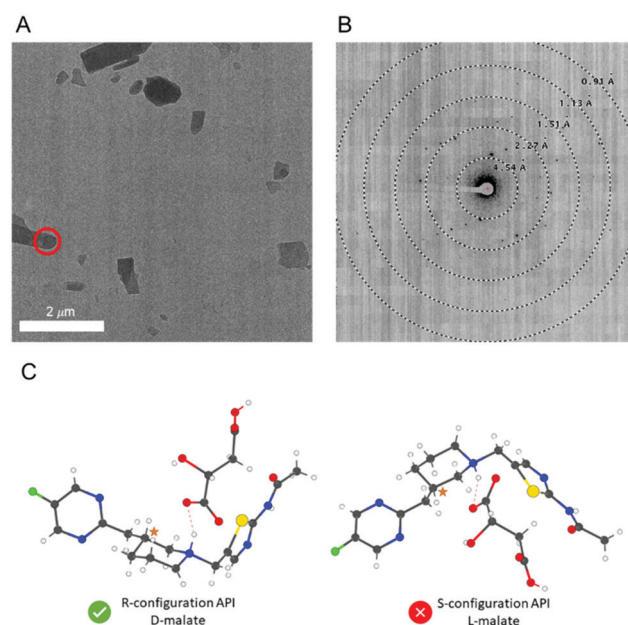 A
B
2 μm
0.91 Å
1.13 Å
1.51 Å
2.27 Å
4.54 Å
C
R-configuration API
D-malate
S-configuration API
L-malate